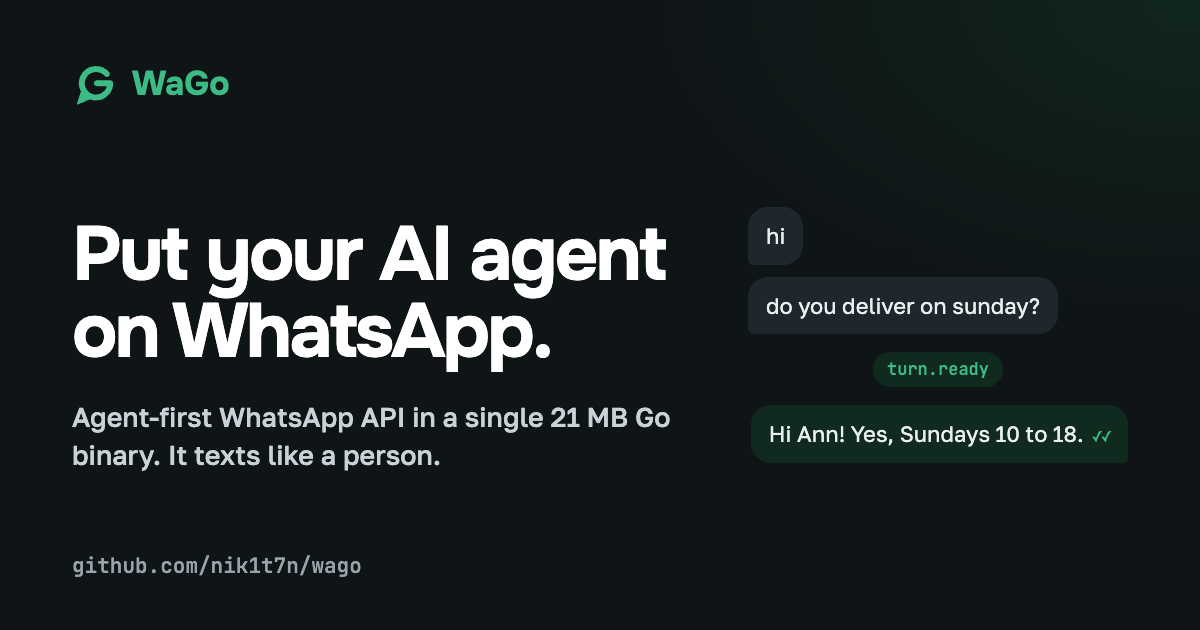 WaGo
Put your AI agent
on WhatsApp.
Agent-first WhatsApp API in a single 21 MB Go
binary. It texts like a person.
github.com/nik1t7n/wago
hi
do you deliver on sunday?
turn.ready
Hi Ann! Yes, Sundays 10 to 18. ✓✓